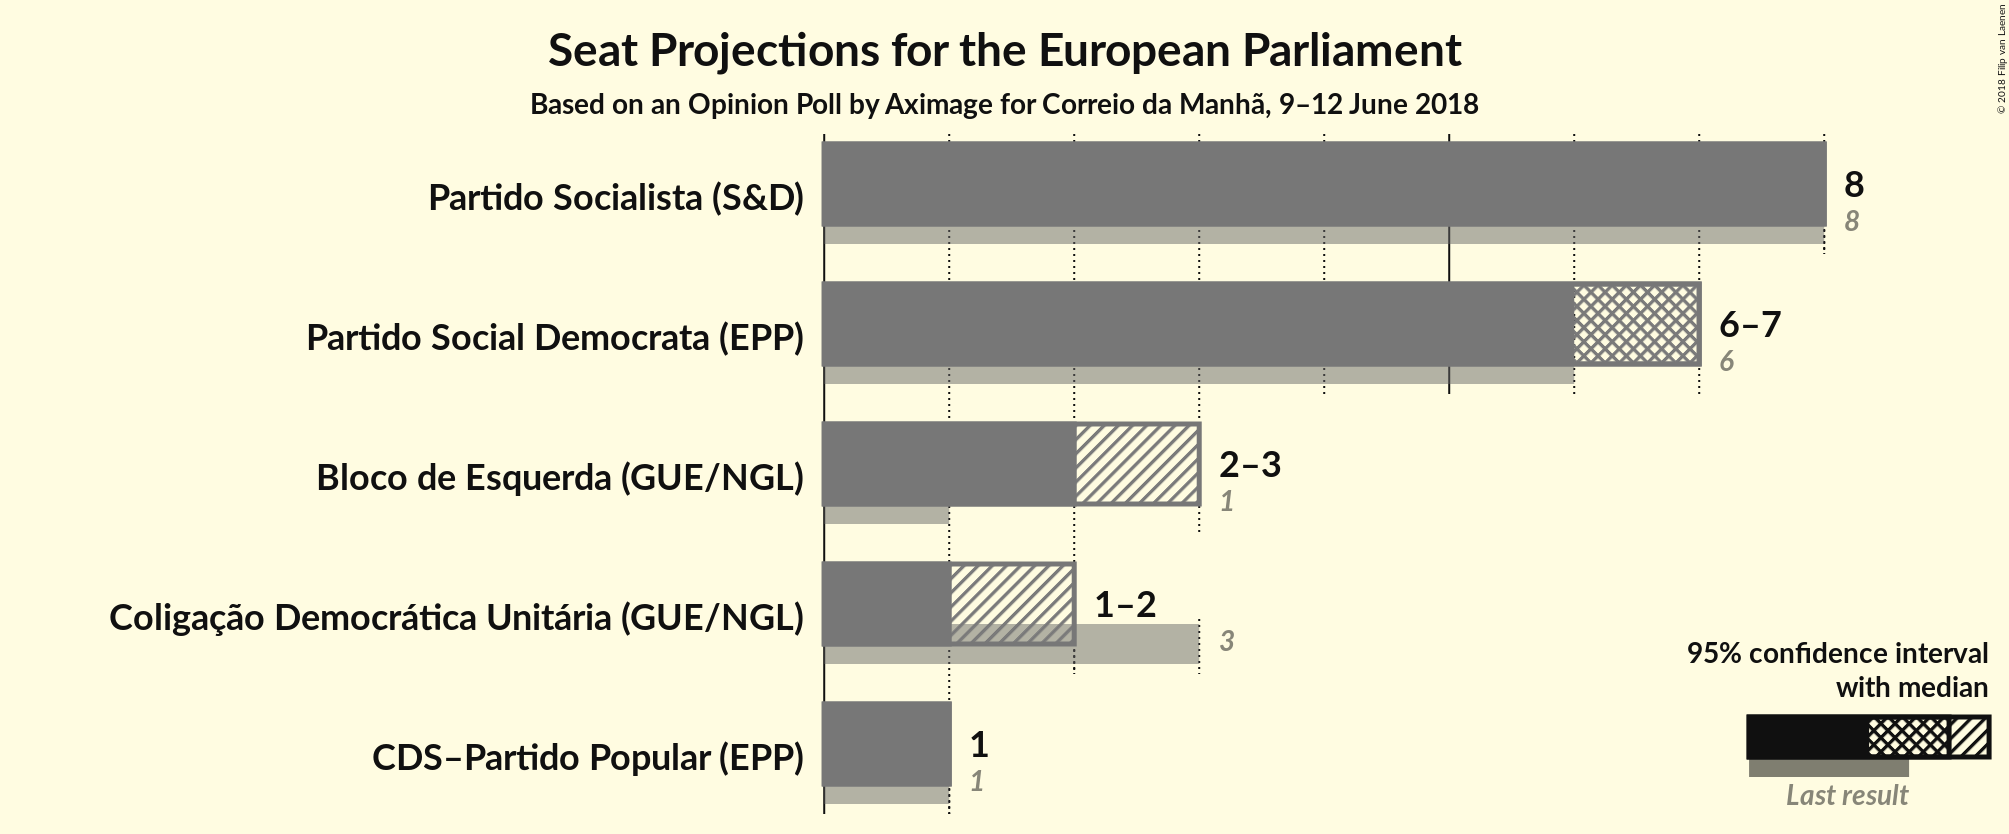 Seat Projections for the European Parliament
Based on an Opinion Poll by Aximage for Correio da Manhã, 9–12 June 2018
© 2018 Filip van Laenen
Partido Socialista (S&D)
8
8
Partido Social Democrata (EPP)
6–7
6
Bloco de Esquerda (GUE/NGL)
2–3
1
Coligação Democrática Unitária (GUE/NGL)
1–2
3
CDS–Partido Popular (EPP)
1
1
95% confidence interval
with median
Last result